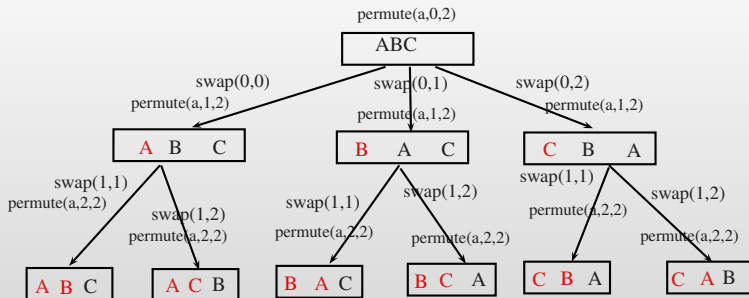 permute(a,0,2)
ABC
swap(0,0)
swap(0,1)
swap(0,2)
permute(a,1,2)
permute(a,1,2)
permute(a,1,2)
A B C
B A C
C B A
swap(1,1)
permute(a,2,2)
swap(1,2)
permute(a,2,2)
swap(1,1)
permute(a,2,2)
swap(1,2)
permute(a,2,2)
swap(1,1)
permute(a,2,2)
swap(1,2)
permute(a,2,2)
A B C
A C B
B A C
B C A
C B A
C A B